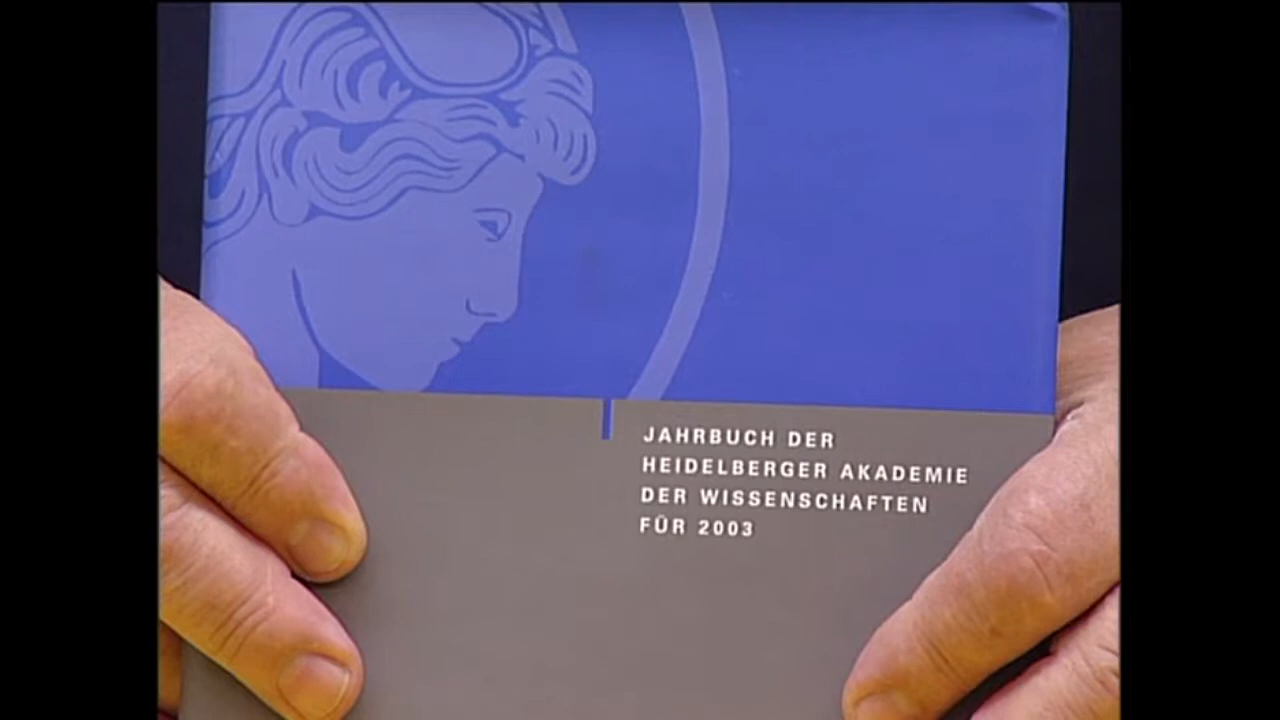 JAHRBUCH DER
HEIDELBERGER AKADEMIE
DER WISSENSCHAFTEN
FÜR 2003